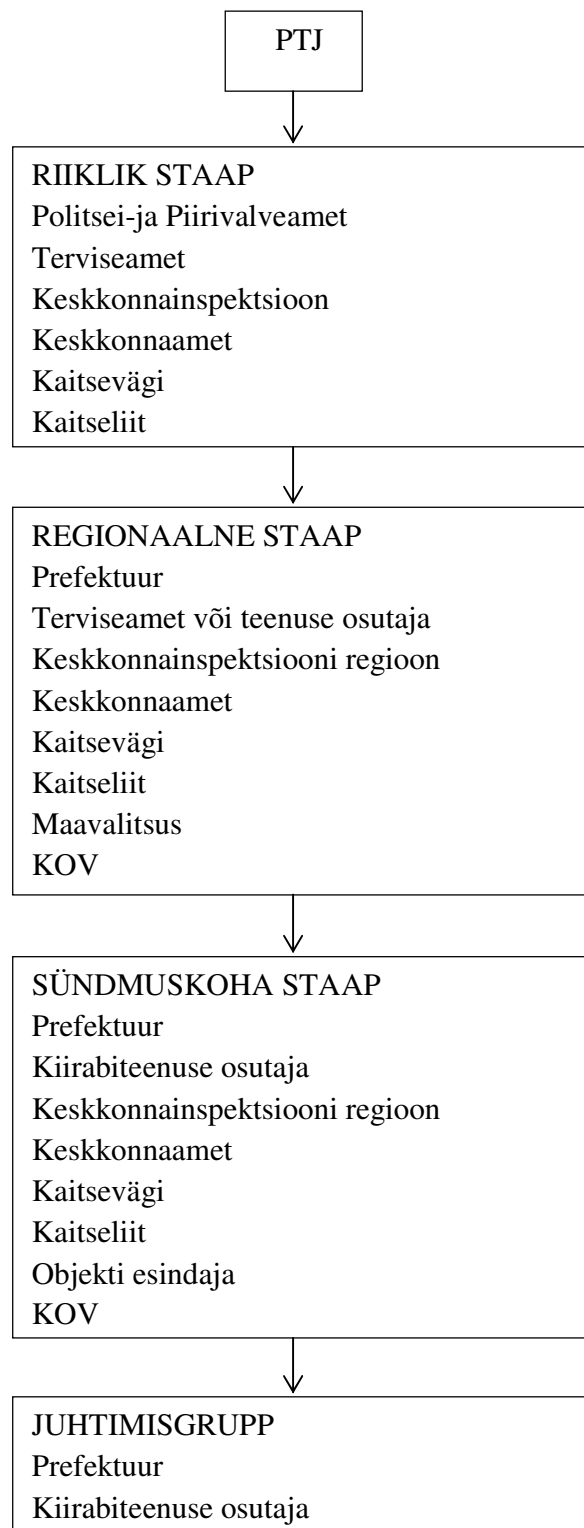 PTJ
RIIKLIK STAAP
Politsei-ja Piirivalveamet
Terviseamet
Keskkonnainspektsioon
Keskkonnaamet
Kaitsevägi
Kaitseliit
REGIONAALNE STAAP
Prefektuur
Terviseamet või teenuse osutaja
Keskkonnainspektsiooni regioon
Keskkonnaamet
Kaitsevägi
Kaitseliit
Maavalitsus
KOV
SÜNDMUSKOHA STAAP
Prefektuur
Kiirabiteenuse osutaja
Keskkonnainspektsiooni regioon
Keskkonnaamet
Kaitsevägi
Kaitseliit
Objekti esindaja
KOV
JUHTIMISGRUPP
Prefektuur
Kiirabiteenuse osutaja